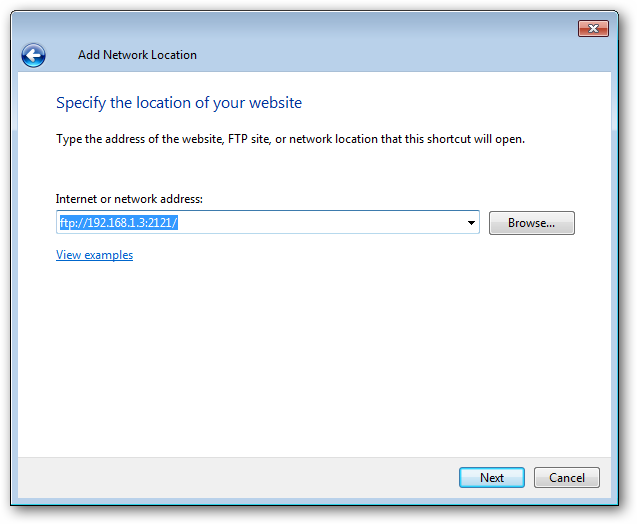 Add Network Location
Specify the location of your website
Type the address of the website, FTP site, or network location that this shortcut will open.
Internet or network address:
ftp://192.168.1.3:2121/
Browse...
View examples
Next
Cancel